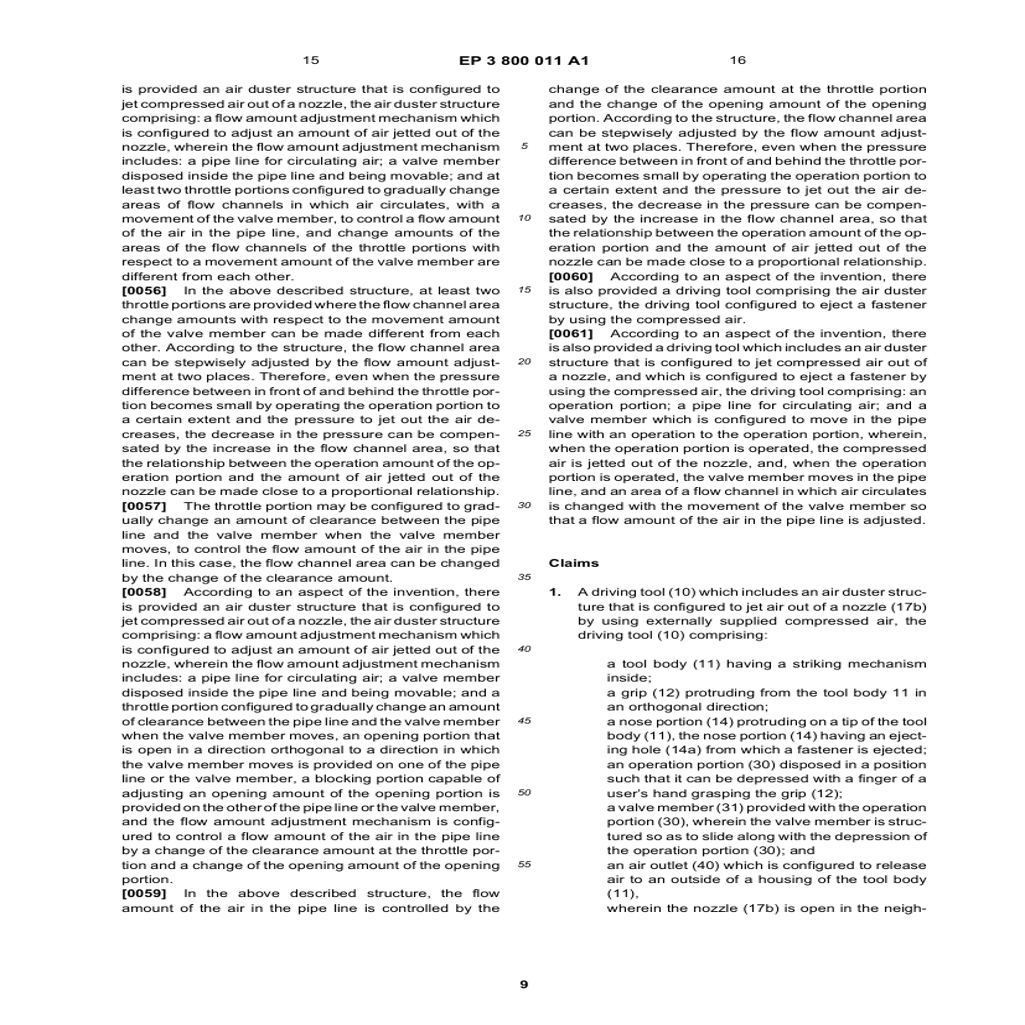 15
EP 3 800 011 A1
16
is provided an air duster structure that is configured to
jet compressed air out of a nozzle, the air duster structure
comprising: a flow amount adjustment mechanism which
is configured to adjust an amount of air jetted out of the
nozzle, wherein the flow amount adjustment mechanism
includes: a pipe line for circulating air; a valve member
disposed inside the pipe line and being movable; and at
least two throttle portions configured to gradually change
areas of flow channels in which air circulates, with a
movement of the valve member, to control a flow amount
of the air in the pipe line, and change amounts of the
areas of the flow channels of the throttle portions with
respect to a movement amount of the valve member are
different from each other.
[0056] In the above described structure, at least two
throttle portions are provided where the flow channel area
change amounts with respect to the movement amount
of the valve member can be made different from each
other. According to the structure, the flow channel area
can be stepwisely adjusted by the flow amount adjust-
ment at two places. Therefore, even when the pressure
difference between in front of and behind the throttle por-
tion becomes small by operating the operation portion to
a certain extent and the pressure to jet out the air de-
creases, the decrease in the pressure can be compen-
sated by the increase in the flow channel area, so that
the relationship between the operation amount of the op-
eration portion and the amount of air jetted out of the
nozzle can be made close to a proportional relationship.
[0057] The throttle portion may be configured to grad-
ually change an amount of clearance between the pipe
line and the valve member when the valve member
moves, to control the flow amount of the air in the pipe
line. In this case, the flow channel area can be changed
by the change of the clearance amount.
[0058] According to an aspect of the invention, there
is provided an air duster structure that is configured to
jet compressed air out of a nozzle, the air duster structure
comprising: a flow amount adjustment mechanism which
is configured to adjust an amount of air jetted out of the
nozzle, wherein the flow amount adjustment mechanism
includes: a pipe line for circulating air; a valve member
disposed inside the pipe line and being movable; and a
throttle portion configured to gradually change an amount
of clearance between the pipe line and the valve member
when the valve member moves, an opening portion that
is open in a direction orthogonal to a direction in which
the valve member moves is provided on one of the pipe
line or the valve member, a blocking portion capable of
adjusting an opening amount of the opening portion is
provided on the other of the pipe line or the valve member,
and the flow amount adjustment mechanism is config-
ured to control a flow amount of the air in the pipe line
by a change of the clearance amount at the throttle por-
tion and a change of the opening amount of the opening
portion.
[0059] In the above described structure, the flow
amount of the air in the pipe line is controlled by the
5
10
15
20
25
30
35
40
45
50
55
change of the clearance amount at the throttle portion
and the change of the opening amount of the opening
portion. According to the structure, the flow channel area
can be stepwisely adjusted by the flow amount adjust-
ment at two places. Therefore, even when the pressure
difference between in front of and behind the throttle por-
tion becomes small by operating the operation portion to
a certain extent and the pressure to jet out the air de-
creases, the decrease in the pressure can be compen-
sated by the increase in the flow channel area, so that
the relationship between the operation amount of the op-
eration portion and the amount of air jetted out of the
nozzle can be made close to a proportional relationship.
[0060] According to an aspect of the invention, there
is also provided a driving tool comprising the air duster
structure, the driving tool configured to eject a fastener
by using the compressed air.
[0061] According to an aspect of the invention, there
is also provided a driving tool which includes an air duster
structure that is configured to jet compressed air out of
a nozzle, and which is configured to eject a fastener by
using the compressed air, the driving tool comprising: an
operation portion; a pipe line for circulating air; and a
valve member which is configured to move in the pipe
line with an operation to the operation portion, wherein,
when the operation portion is operated, the compressed
air is jetted out of the nozzle, and, when the operation
portion is operated, the valve member moves in the pipe
line, and an area of a flow channel in which air circulates
is changed with the movement of the valve member so
that a flow amount of the air in the pipe line is adjusted.
Claims
1. A driving tool (10) which includes an air duster struc-
ture that is configured to jet air out of a nozzle (17b)
by using externally supplied compressed air, the
driving tool (10) comprising:
a tool body (11) having a striking mechanism
inside;
a grip (12) protruding from the tool body 11 in
an orthogonal direction;
a nose portion (14) protruding on a tip of the tool
body (11), the nose portion (14) having an eject-
ing hole (14a) from which a fastener is ejected;
an operation portion (30) disposed in a position
such that it can be depressed with a finger of a
user's hand grasping the grip (12);
a valve member (31) provided with the operation
portion (30), wherein the valve member is struc-
tured so as to slide along with the depression of
the operation portion (30); and
an air outlet (40) which is configured to release
air to an outside of a housing of the tool body
(11),
wherein the nozzle (17b) is open in the neigh-
9